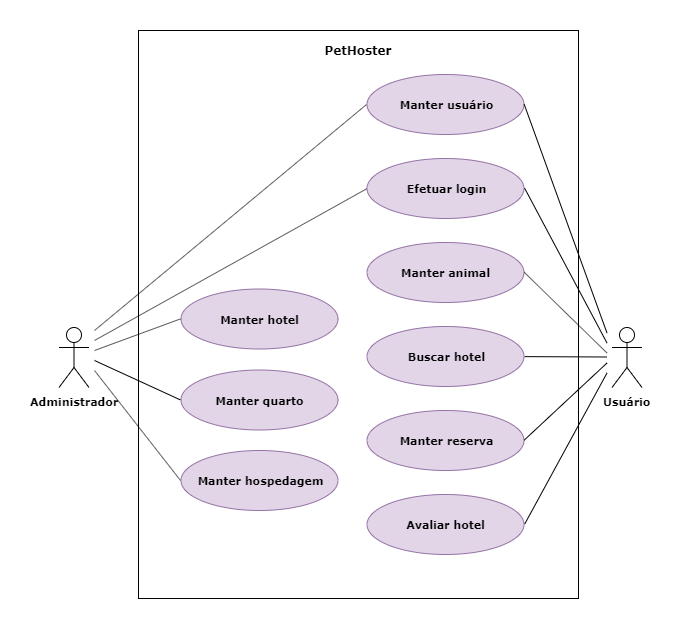 PetHoster
Manter usuário
Efetuar login
Manter animal
Manter hotel
Buscar hotel
Administrador
Usuário
Manter quarto
Manter reserva
Manter hospedagem
Avaliar hotel